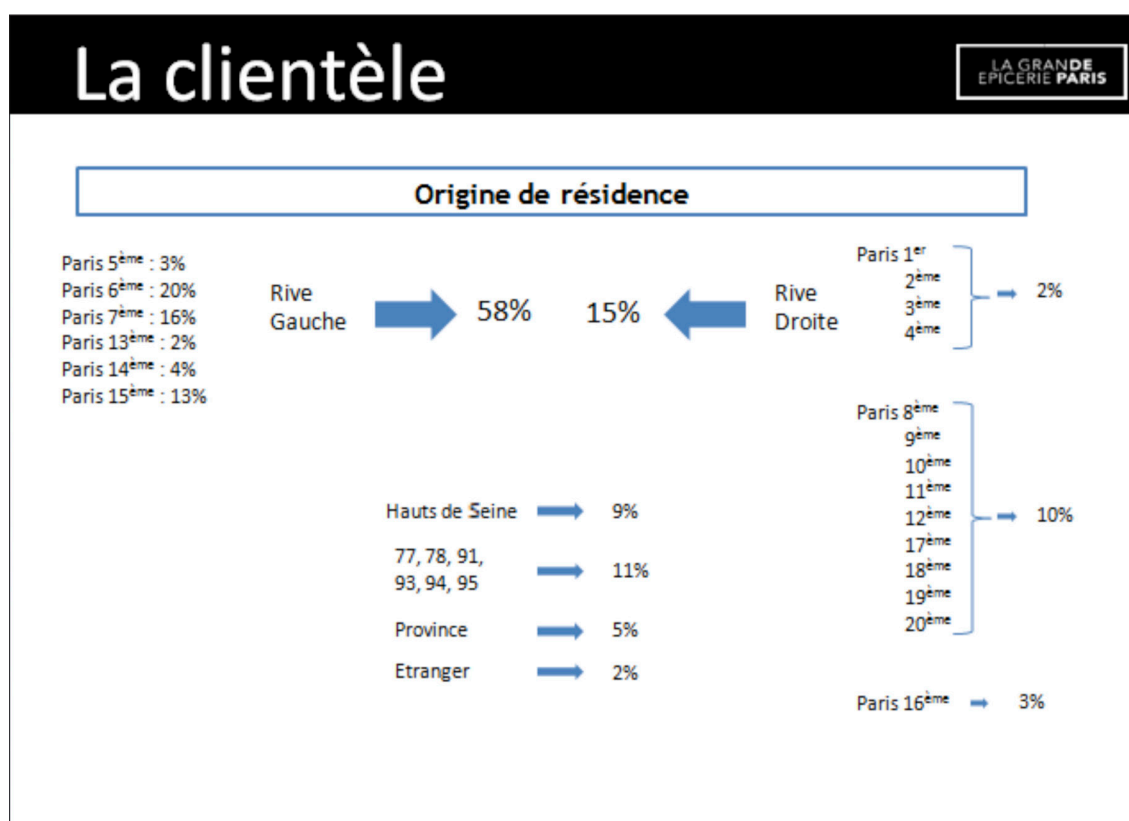 La clientèle
LA GRANDE
EPICERIE PARIS
Origine de résidence
Paris 5ème : 3%
Paris 6ème : 20%
Paris 7ème : 16%
Paris 13ème : 2%
Paris 14ème : 4%
Paris 15ème : 13%
Rive
Gauche
58%
15%
Rive
Droite
Paris 1er
2ème
3ème
4ème
2%
Paris 8ème
9ème
10ème
11ème
12ème
17ème
18ème
19ème
20ème
10%
Hauts de Seine
9%
77, 78, 91,
93, 94, 95
11%
Province
5%
Etranger
2%
Paris 16ème
3%